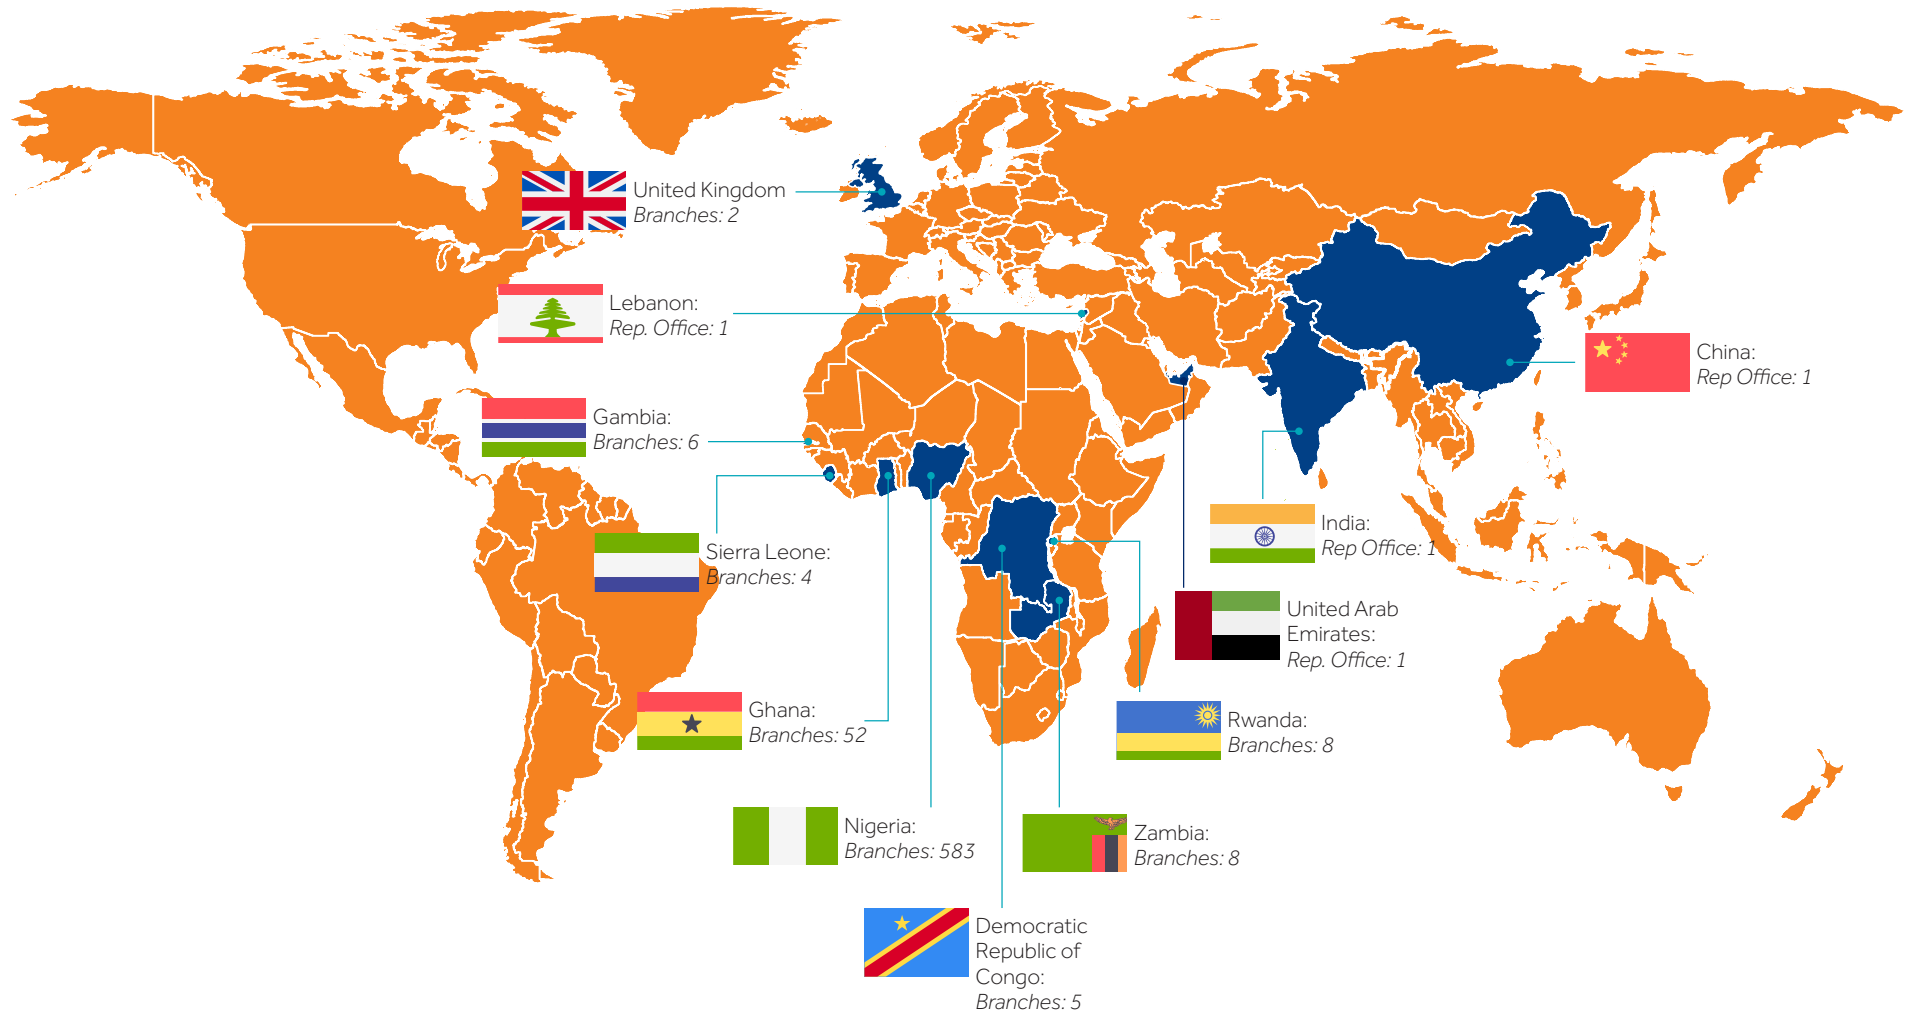 United Kingdom
Branches: 2
Lebanon:
Rep. Office: 1
China:
Rep Office: 1
Gambia:
Branches: 6
India:
Rep Office: 1
Sierra Leone:
Branches: 4
United Arab
Emirates:
Rep. Office: 1
Ghana:
Branches: 52
Rwanda:
Branches: 8
Nigeria:
Branches: 583
Zambia:
Branches: 8
Democratic
Republic of
Congo:
Branches: 5